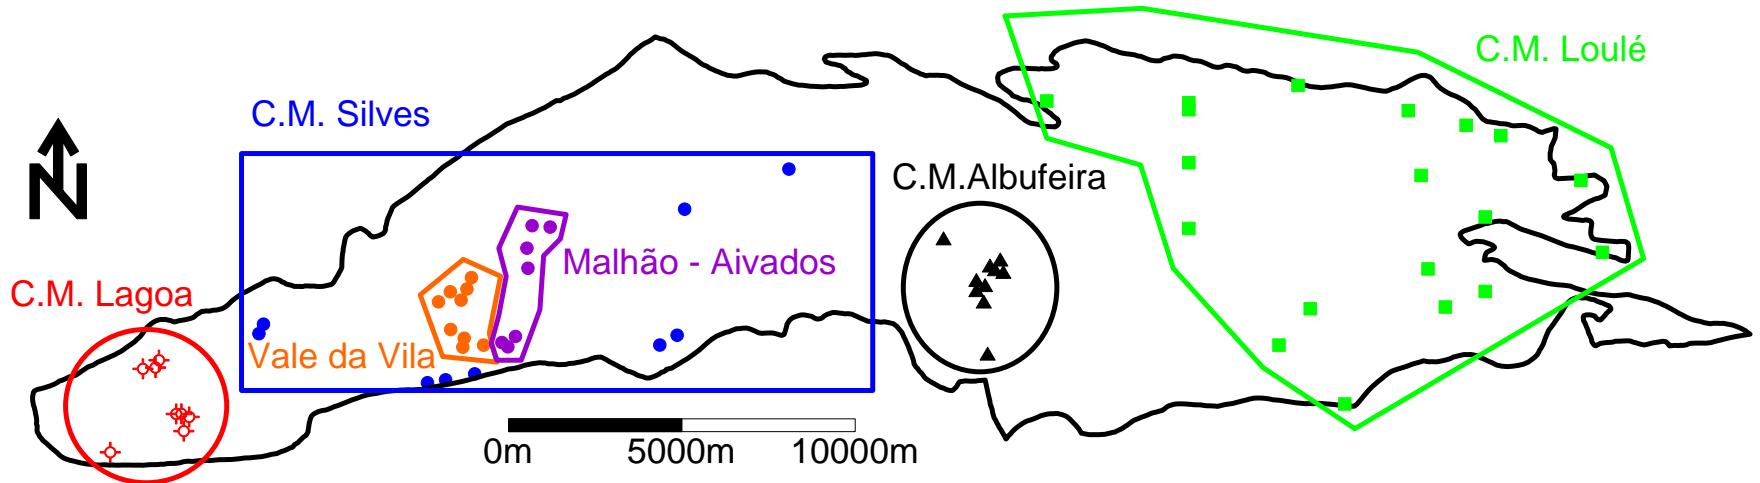 C.M. Loulé
C.M. Silves
N
C.M.Albufeira
Malhão - Aivados
C.M. Lagoa
Vale da Vila
0m 5000m 10000m